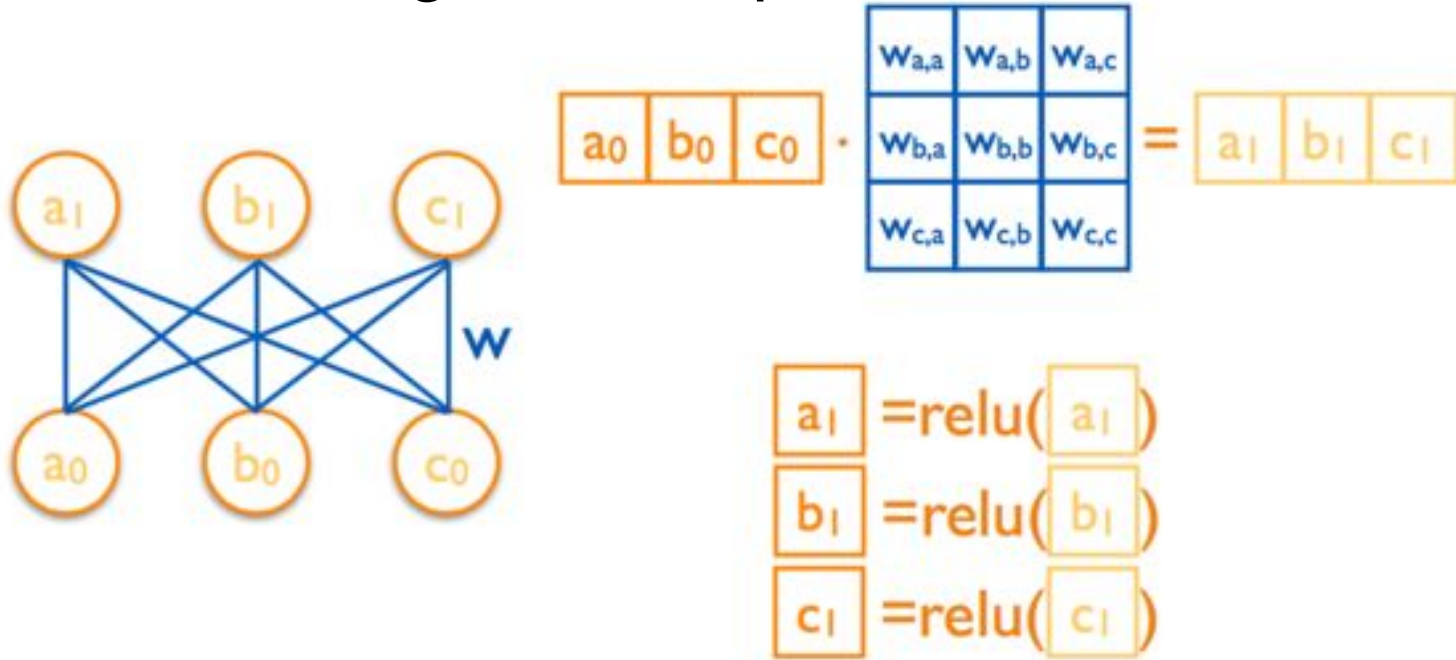 a₁ b₁ c₁
w
a₀ b₀ c₀
a₀ b₀ c₀ · = a₁ b₁ c₁
wa,a wa,b wa,c
wb,a wb,b wb,c
wc,a wc,b wc,c
a₁ =relu( a₁ )
b₁ =relu( b₁ )
c₁ =relu( c₁ )